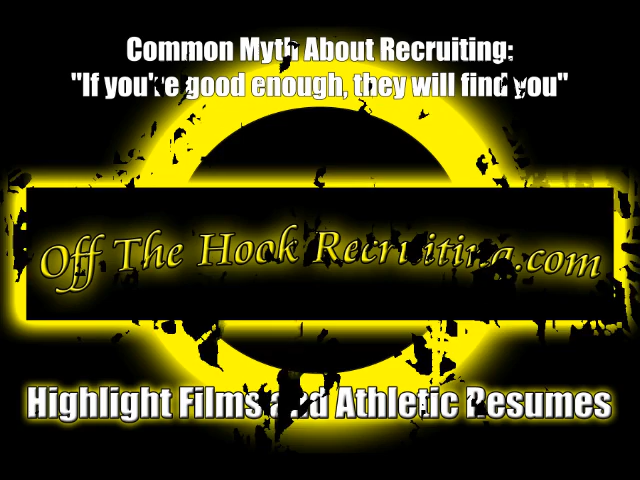 Common Myth About Recruiting:
"If you're good enough, they will find you"
Off The Hook Recruiting.com
Highlight Films and Athletic Resumes